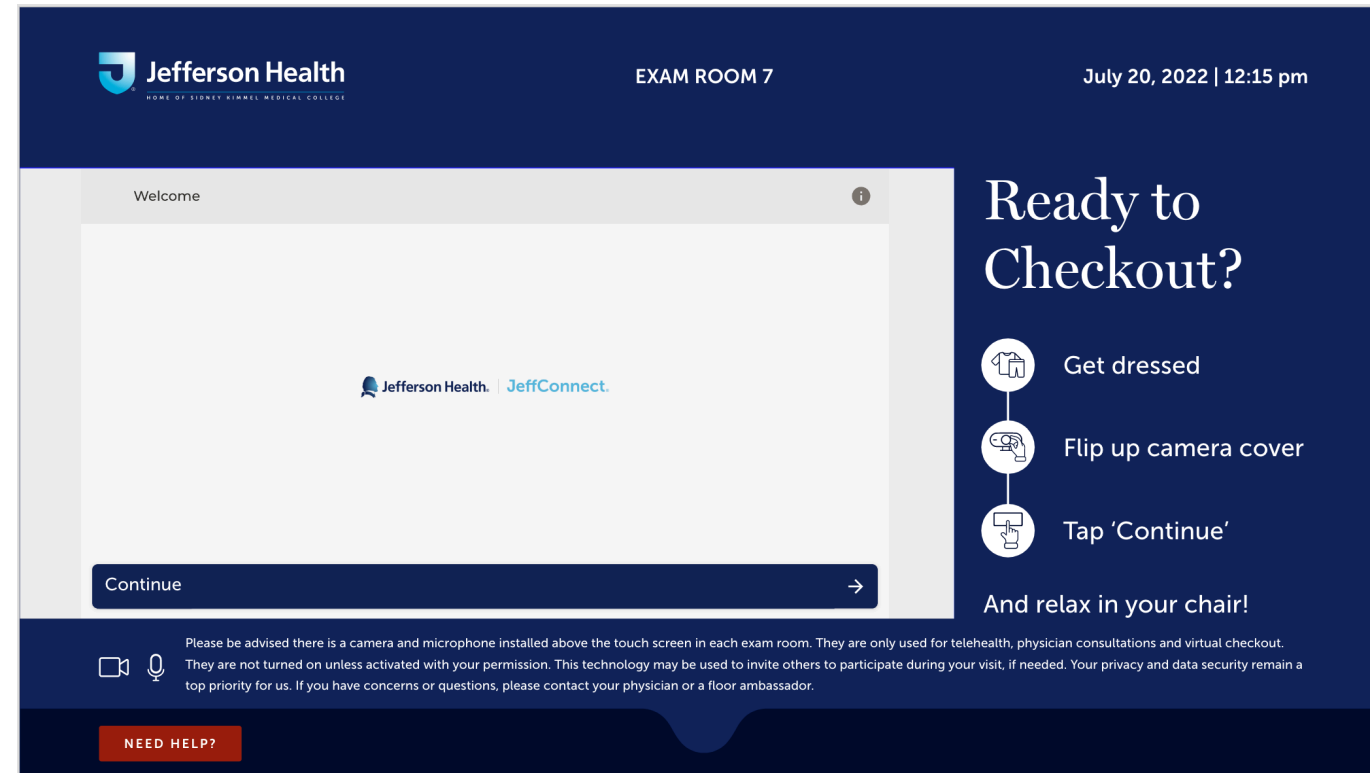 Jefferson Health
HOME OF SIDNEY KIMMEL MEDICAL COLLEGE
EXAM ROOM 7
July 20, 2022 | 12:15 pm
Welcome
Jefferson Health. | JeffConnect.
Continue
Ready to
Checkout?
Get dressed
Flip up camera cover
Tap ‘Continue’
And relax in your chair!
Please be advised there is a camera and microphone installed above the touch screen in each exam room. They are only used for telehealth, physician consultations and virtual checkout.
They are not turned on unless activated with your permission. This technology may be used to invite others to participate during your visit, if needed. Your privacy and data security remain a
top priority for us. If you have concerns or questions, please contact your physician or a floor ambassador.
NEED HELP?